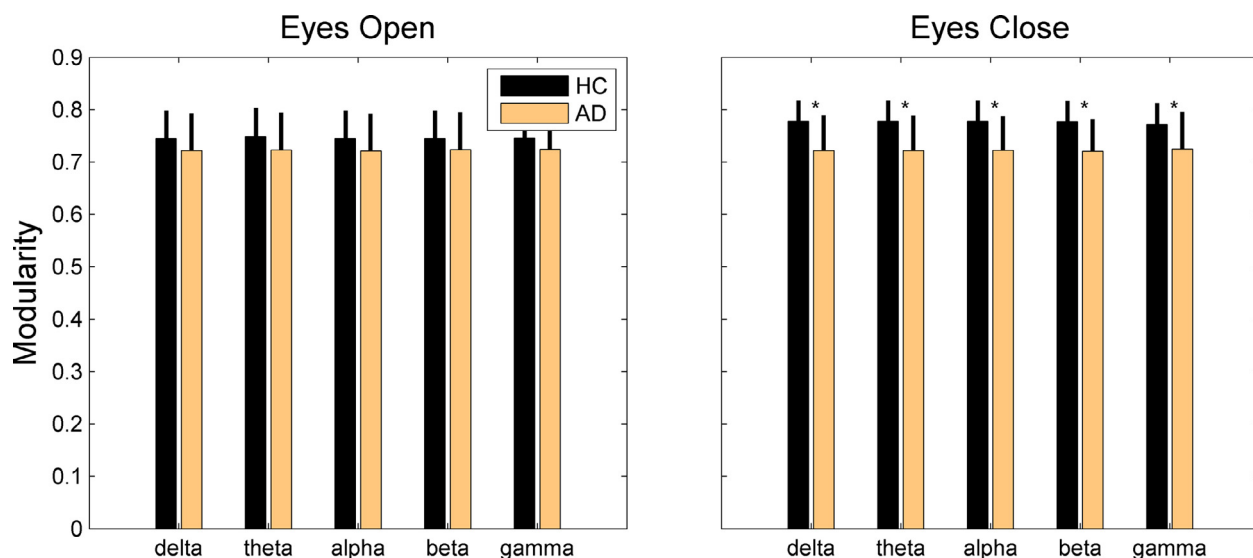 Eyes Open
Eyes Close
Modularity
0.9
0.8
0.7
0.6
0.5
0.4
0.3
0.2
0.1
0
HC
AD
delta theta alpha beta gamma
* * * * *
delta theta alpha beta gamma